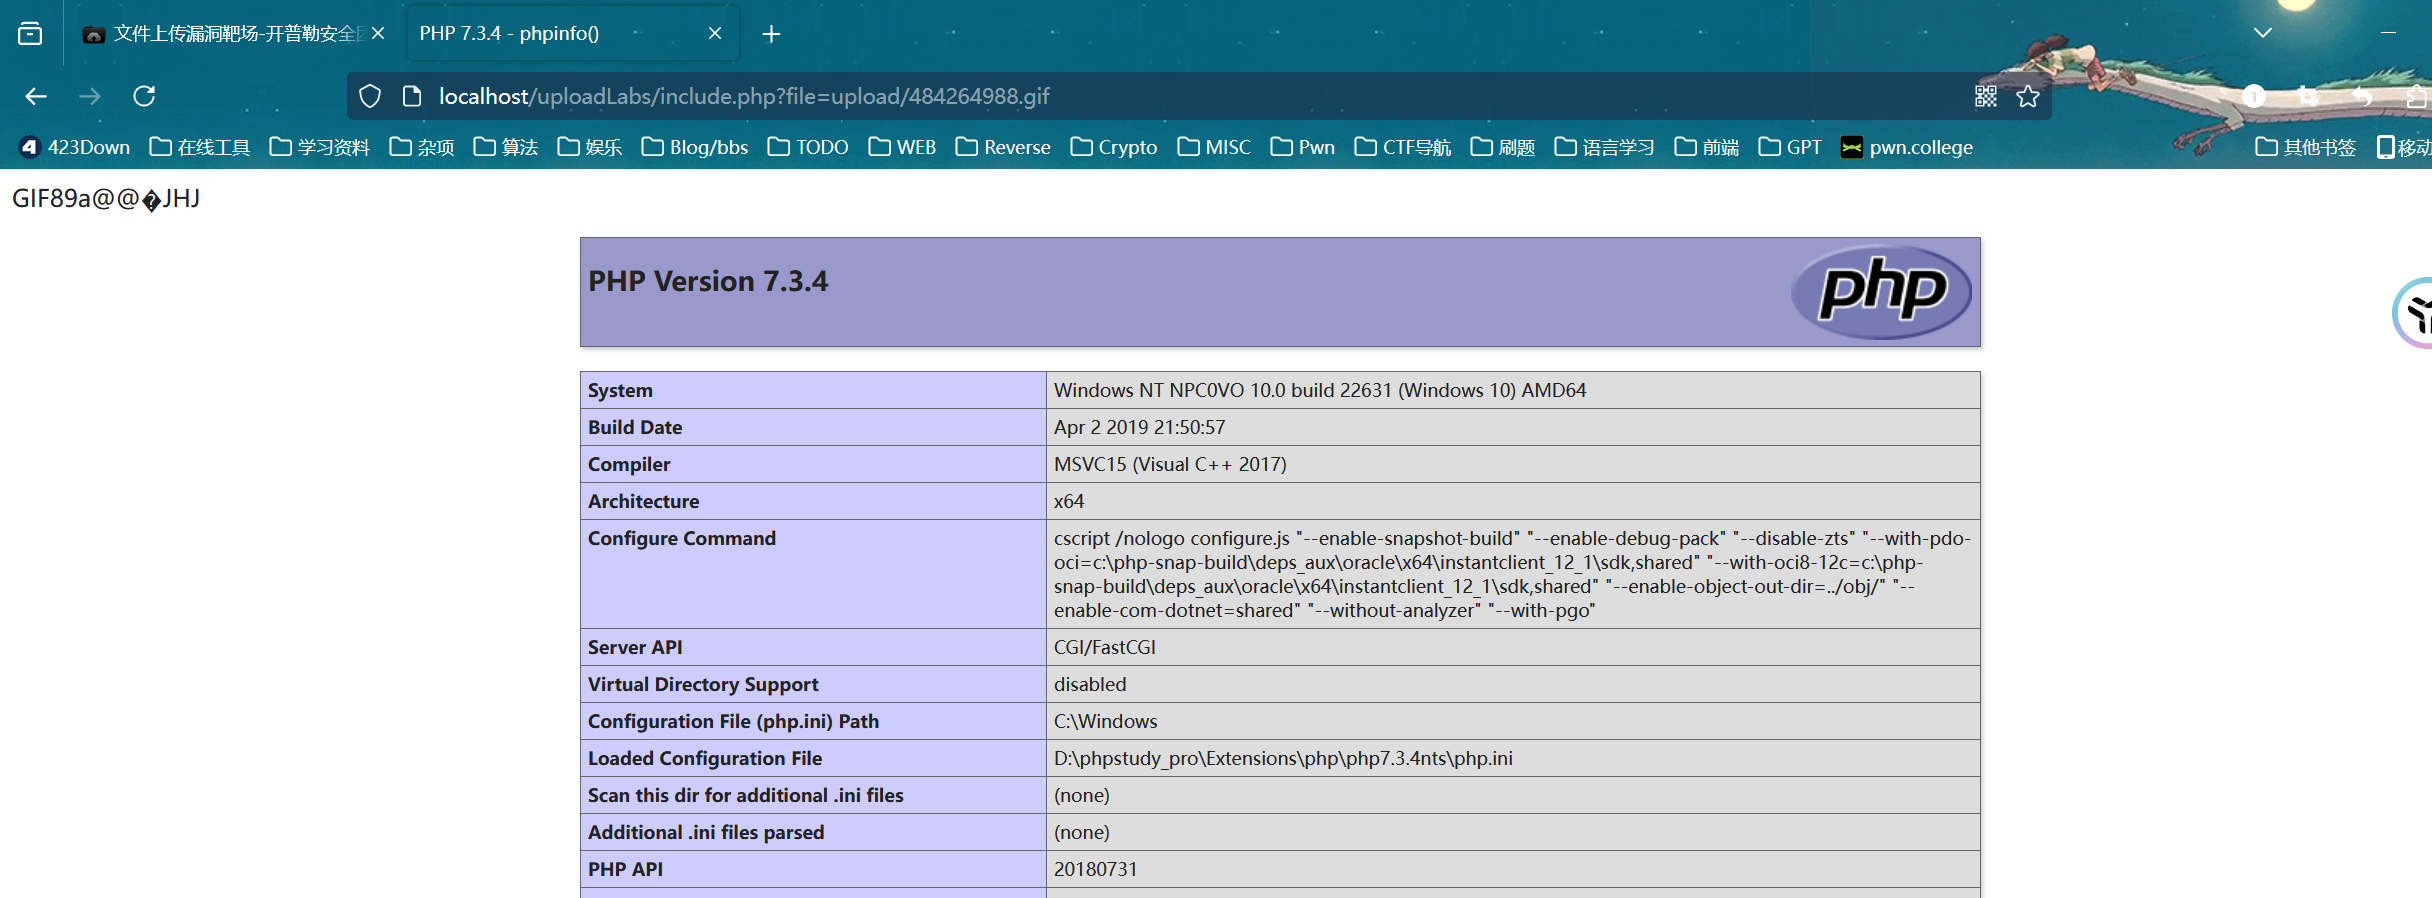 文件上传漏洞靶场-开普勒安全团
PHP 7.3.4 - phpinfo()
localhost/uploadLabs/include.php?file=upload/484264988.gif
1
423Down 在线工具 学习资料 杂项 算法 娱乐 Blog/bbs TODO WEB Reverse Crypto MISC Pwn CTF导航 刷题 语言学习 前端 GPT pwn.college 其他书签 移动
GIF89a@@�JHJ
PHP Version 7.3.4
php
System Windows NT NPC0VO 10.0 build 22631 (Windows 10) AMD64
Build Date Apr 2 2019 21:50:57
Compiler MSVC15 (Visual C++ 2017)
Architecture x64
Configure Command cscript /nologo configure.js "--enable-snapshot-build" "--enable-debug-pack" "--disable-zts" "--with-pdo-
oci=c:\php-snap-build\deps_aux\oracle\x64\instantclient_12_1\sdk,shared" "--with-oci8-12c=c:\php-
snap-build\deps_aux\oracle\x64\instantclient_12_1\sdk,shared" "--enable-object-out-dir=../obj/" "--
enable-com-dotnet=shared" "--without-analyzer" "--with-pgo"
Server API CGI/FastCGI
Virtual Directory Support disabled
Configuration File (php.ini) Path C:\Windows
Loaded Configuration File D:\phpstudy_pro\Extensions\php\php7.3.4nts\php.ini
Scan this dir for additional .ini files (none)
Additional .ini files parsed (none)
PHP API 20180731